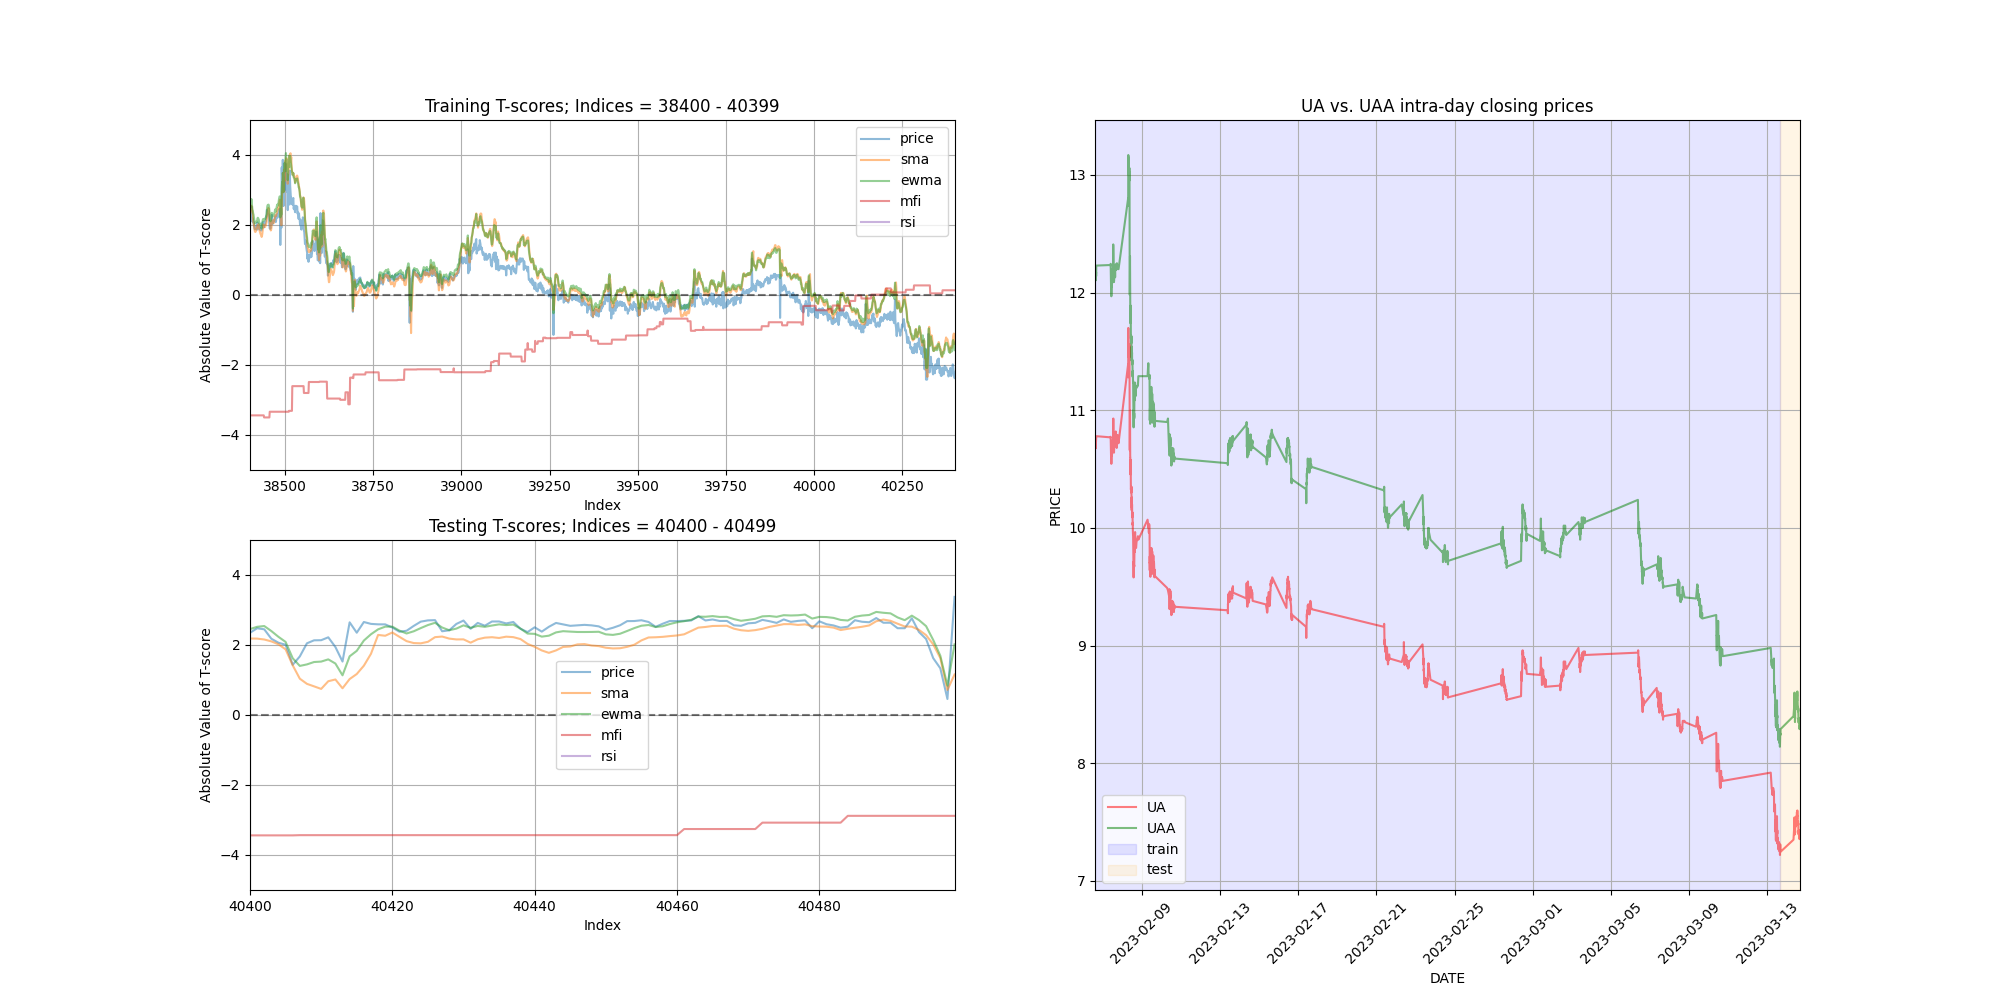 Training T-scores; Indices = 38400 - 40399
Absolute Value of T-score
4
2
0
−2
−4
price
sma
ewma
mfi
rsi
38500 38750 39000 39250 39500 39750 40000 40250
Index
Testing T-scores; Indices = 40400 - 40499
Absolute Value of T-score
4
2
0
−2
−4
price
sma
ewma
mfi
rsi
40400 40420 40440 40460 40480
Index
UA vs. UAA intra-day closing prices
PRICE
13
12
11
10
9
8
7
UA
UAA
train
test
2023-02-09 2023-02-13 2023-02-17 2023-02-21 2023-02-25 2023-03-01 2023-03-05 2023-03-09 2023-03-13
DATE